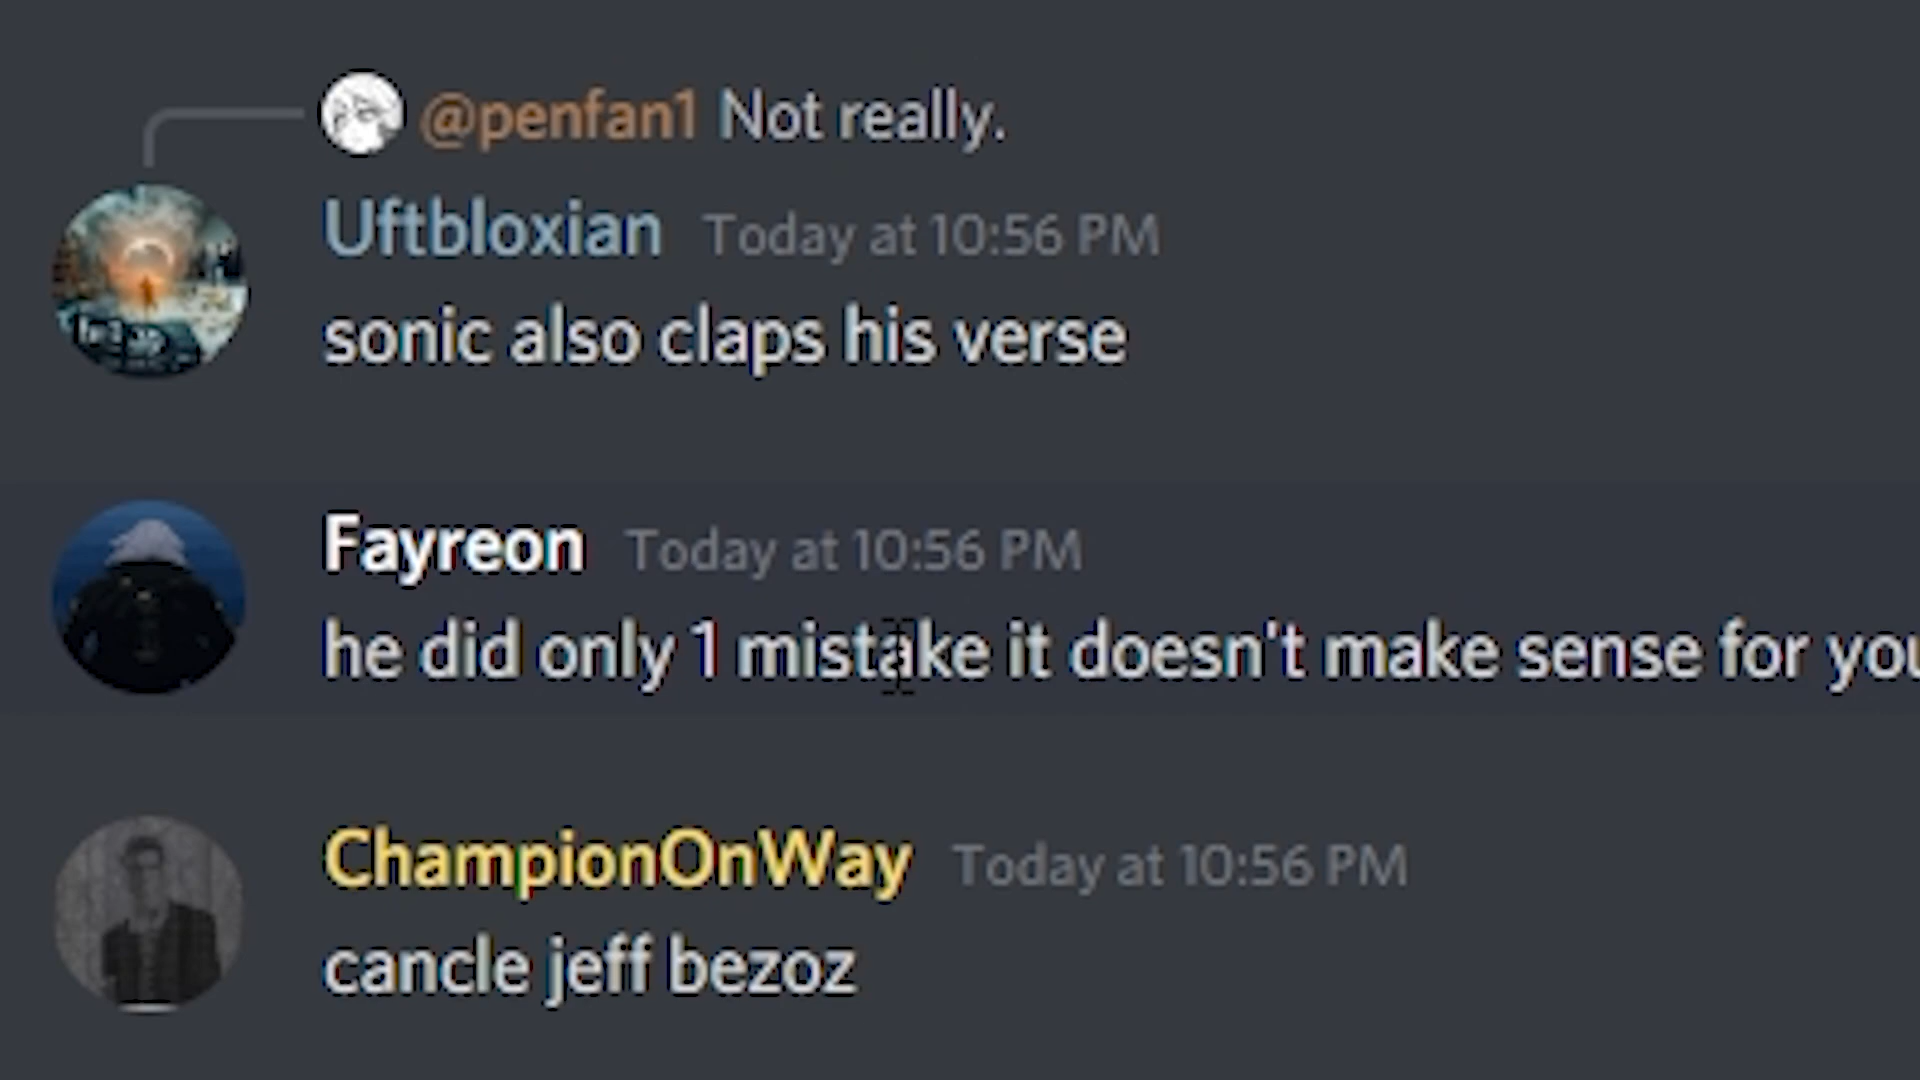 @penfan1 Not really.
Uftbloxian Today at 10:56 PM
sonic also claps his verse
Fayreon Today at 10:56 PM
he did only 1 mistake it doesn't make sense for you
ChampionOnWay Today at 10:56 PM
cancle jeff bezoz